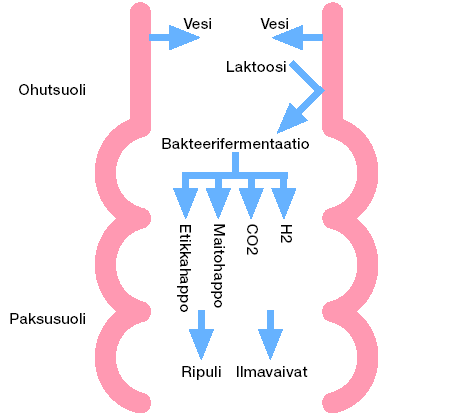 Vesi
Vesi
Laktoosi
Ohutsuoli
Bakteerifermentaatio
Etikkahappo
Maitohappo
CO2
H2
Paksusuoli
Ripuli
Ilmavaivat